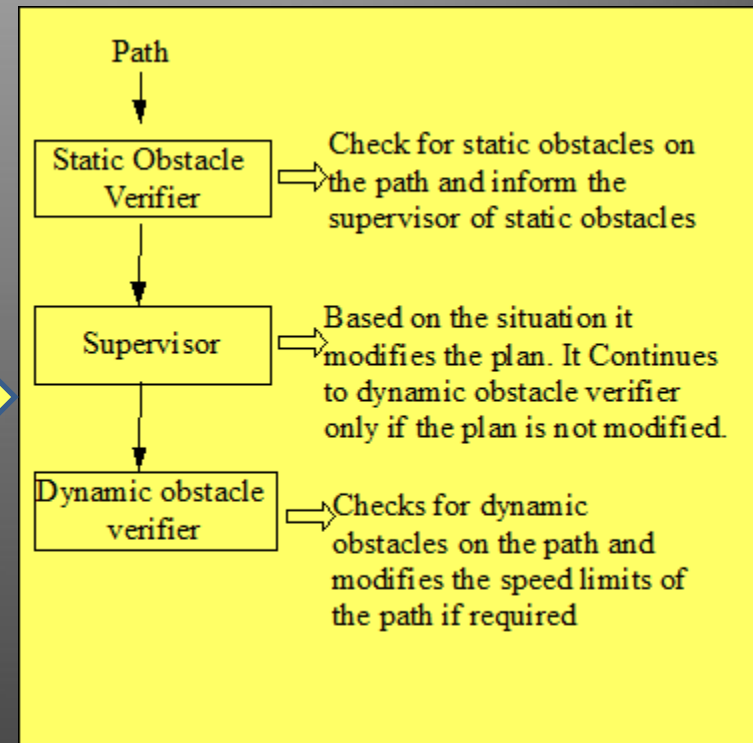 Path
Static Obstacle
Verifier
Check for static obstacles on
the path and inform the
supervisor of static obstacles
Supervisor
Based on the situation it
modifies the plan. It Continues
to dynamic obstacle verifier
only if the plan is not modified.
Dynamic obstacle
verifier
Checks for dynamic
obstacles on the path and
modifies the speed limits of
the path if required